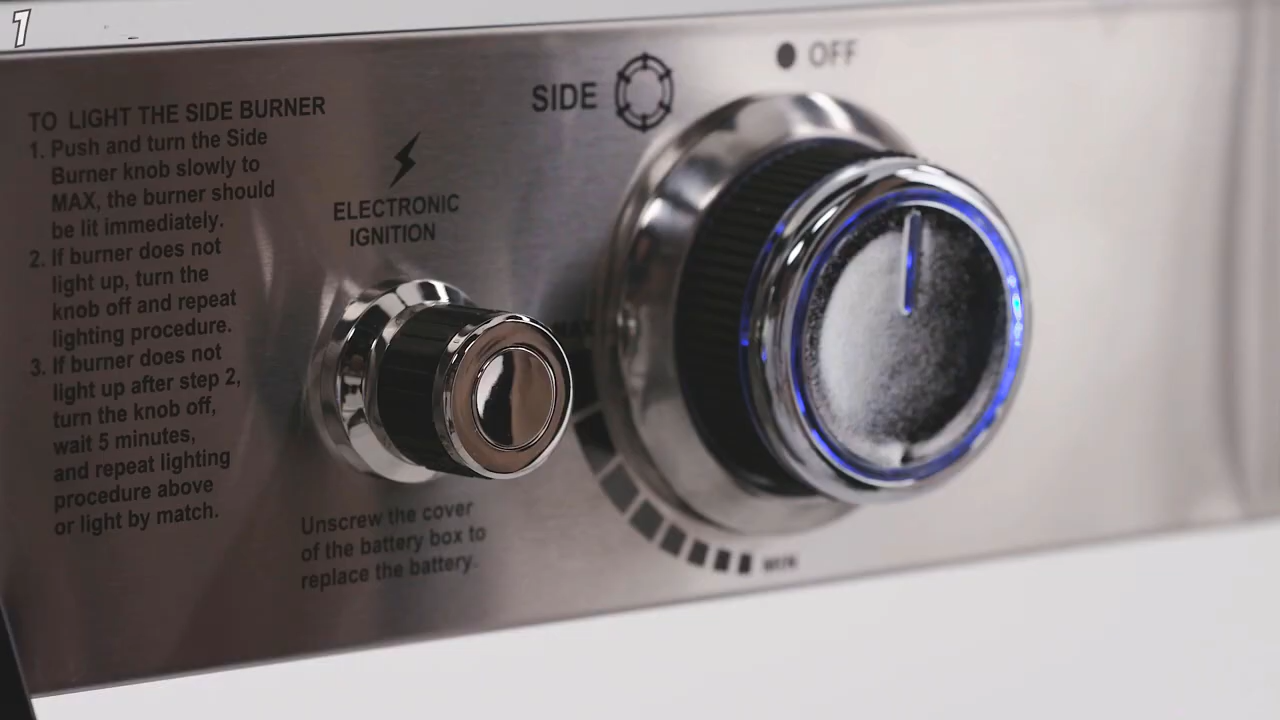 1
TO LIGHT THE SIDE BURNER
1. Push and turn the Side
Burner knob slowly to
MAX, the burner should
be lit immediately.
2. If burner does not
light up, turn the
knob off and repeat
lighting procedure.
3. If burner does not
light up after step 2,
turn the knob off,
wait 5 minutes,
and repeat lighting
procedure above
or light by match.
ELECTRONIC
IGNITION
Unscrew the cover
of the battery box to
replace the battery.
SIDE
OFF
MAX
MIN